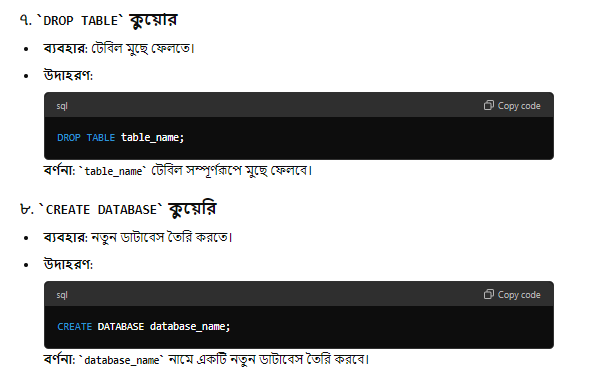 ৭. `DROP TABLE` কুয়োর
• ব্যবহার: টেবিল মুছে ফেলতে।
• উদাহরণ:
sql Copy code
DROP TABLE table_name;
বর্ণনা: `table_name` টেবিল সম্পূর্ণরূপে মুছে ফেলবে।
৮. `CREATE DATABASE` কুয়েরি
• ব্যবহার: নতুন ডাটাবেস তৈরি করতে।
• উদাহরণ:
sql Copy code
CREATE DATABASE database_name;
বর্ণনা: `database_name` নামে একটি নতুন ডাটাবেস তৈরি করবে।